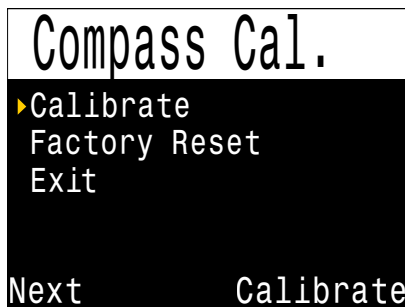 Compass Cal.
Calibrate
Factory Reset
Exit
Next Calibrate